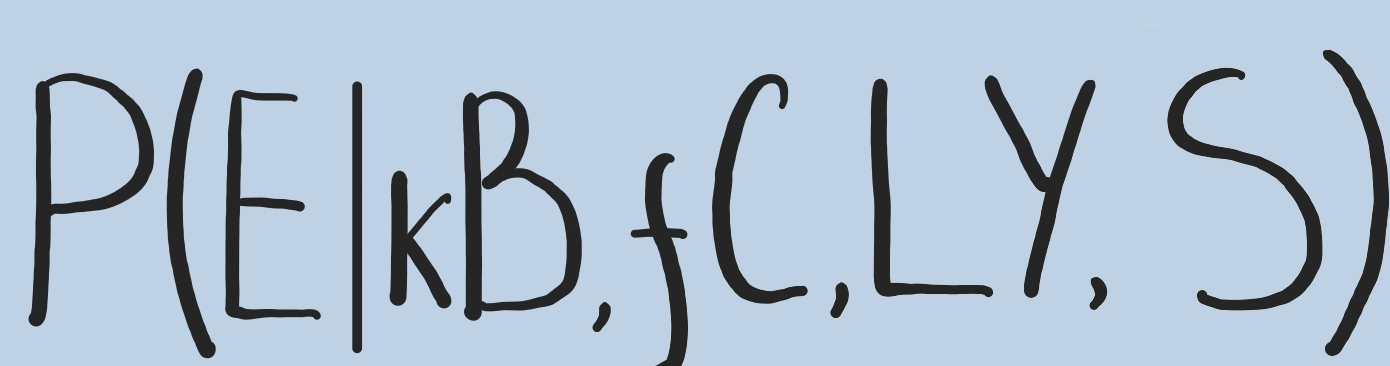 P(E|kB, fC, LY, S)